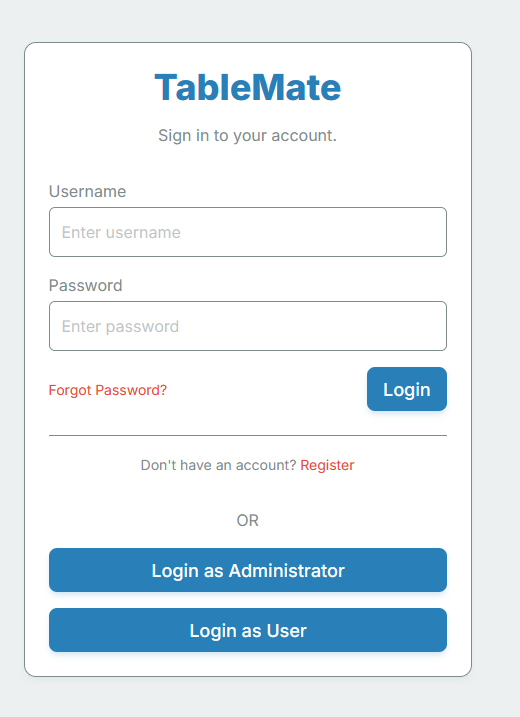 TableMate
Sign in to your account.
Username
Enter username
Password
Enter password
Forgot Password? Login
Don't have an account? Register
OR
Login as Administrator
Login as User